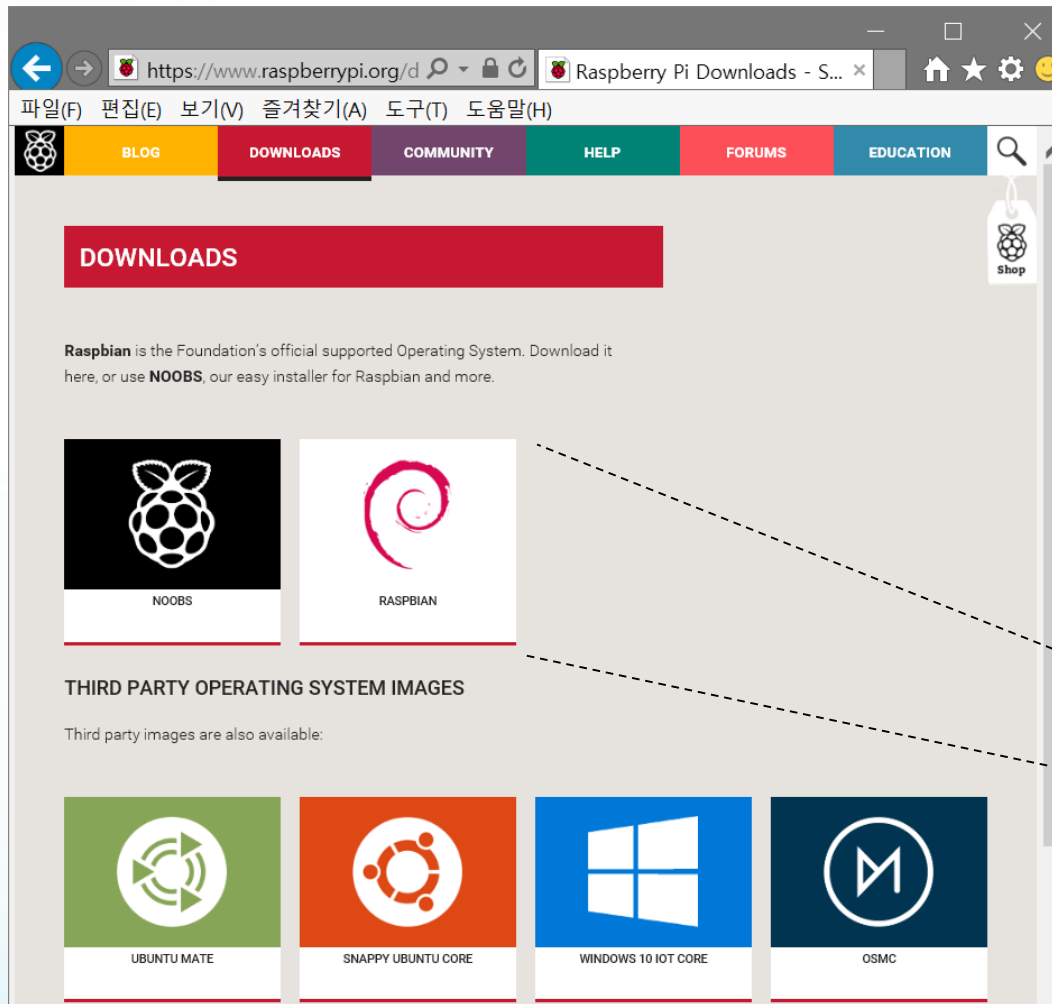 https://www.raspberrypi.org/d
Raspberry Pi Downloads - S...
파일(F) 편집(E) 보기(V) 즐겨찾기(A) 도구(T) 도움말(H)
BLOG DOWNLOADS COMMUNITY HELP FORUMS EDUCATION
Shop
DOWNLOADS
Raspbian is the Foundation's official supported Operating System. Download it
here, or use NOOBS, our easy installer for Raspbian and more.
NOOBS RASPBIAN
THIRD PARTY OPERATING SYSTEM IMAGES
Third party images are also available:
UBUNTU MATE SNAPPY UBUNTU CORE WINDOWS 10 IOT CORE OSMC